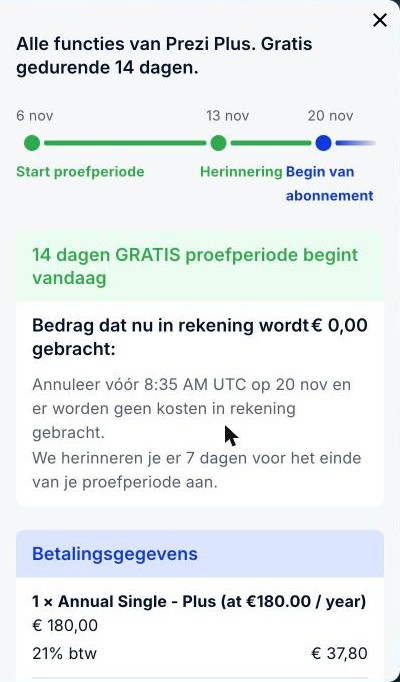 Alle functies van Prezi Plus. Gratis
gedurende 14 dagen.
6 nov 13 nov 20 nov
Start proefperiode Herinnering Begin van
abonnement
14 dagen GRATIS proefperiode begint
vandaag
Bedrag dat nu in rekening wordt € 0,00
gebracht:
Annuleer vóór 8:35 AM UTC op 20 nov en
er worden geen kosten in rekening
gebracht.
We herinneren je er 7 dagen voor het einde
van je proefperiode aan.
Betalingsgegevens
1 × Annual Single - Plus (at €180.00 / year)
€ 180,00
21% btw € 37,80